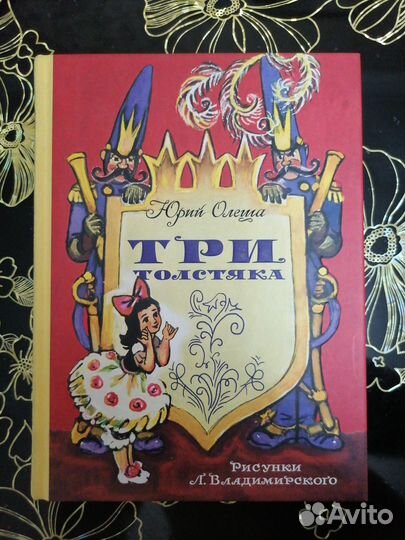 Юрий Олеша
ТРИ
ТОЛСТЯКА
Рисунки
Л. Владимирского
Avito